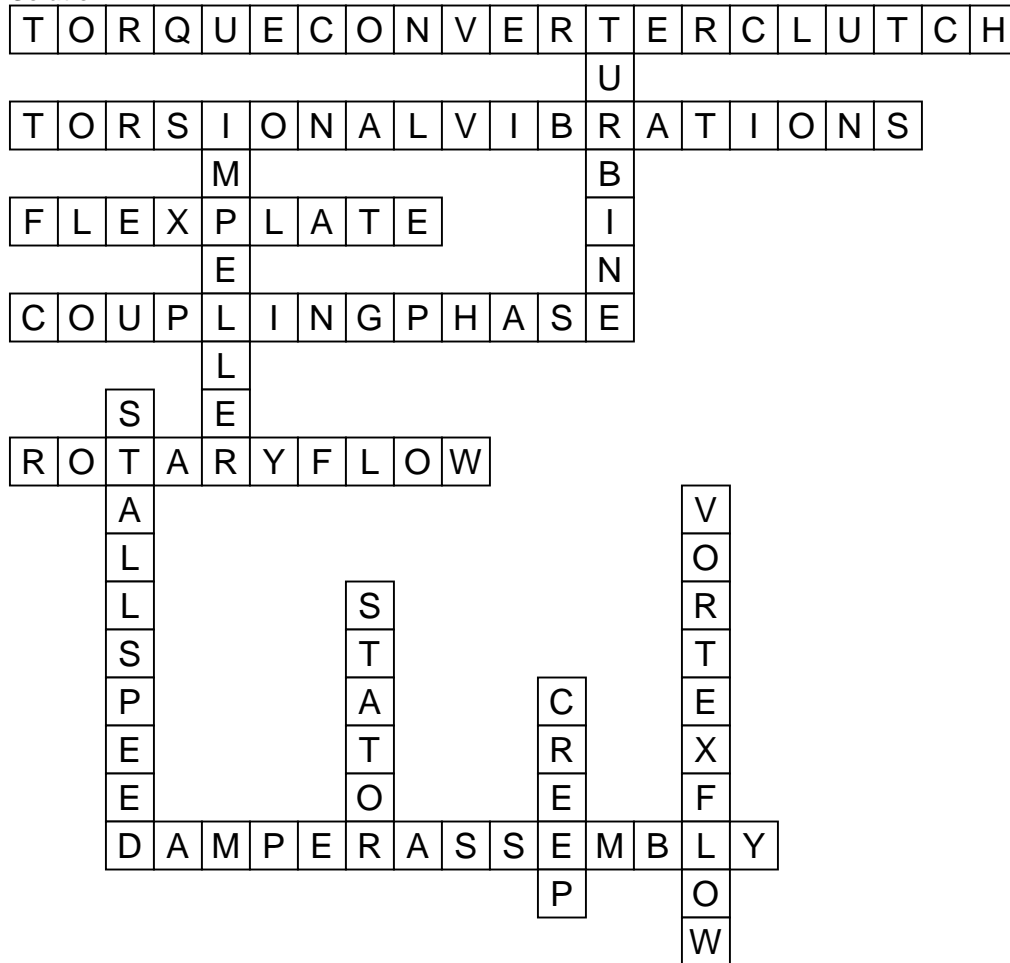 TORQUECONVERTERCLUTCH
U
TORSIONALVIBRATIONS
M B
FLEXPLATE I
E N
COUPLINGPHASE
L
S E
ROTARYFLOW
A V
L O
L S R
S T T
P A C E
E T R X
E O E F
DAMPERASSEMBLY
P O
W